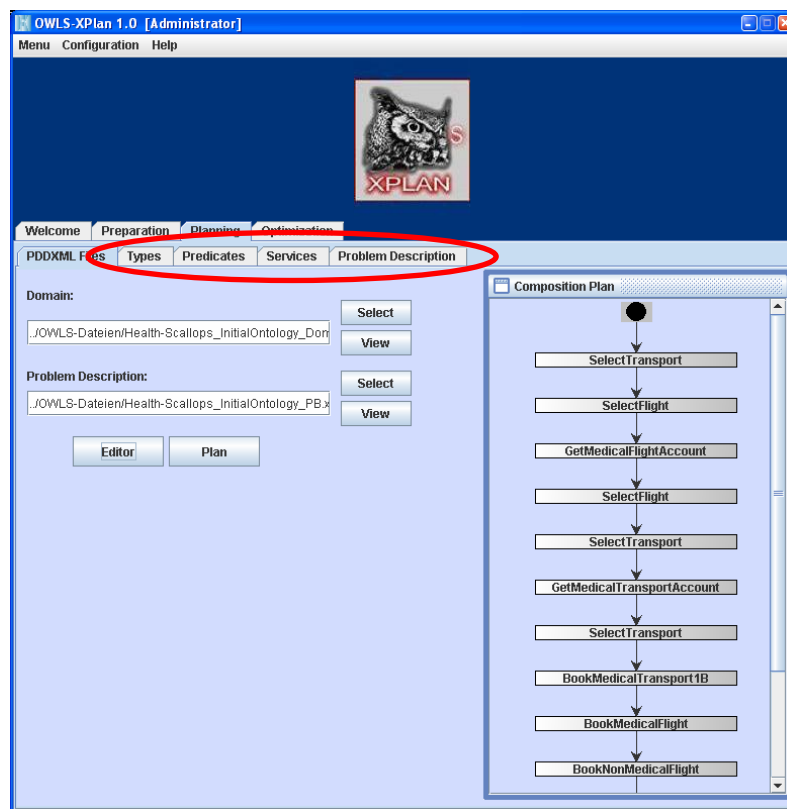 OWLS-XPlan 1.0 [Administrator]
Menu Configuration Help
S
XPLAN
Welcome Preparation Planning Optimization
PDDXML Files Types Predicates Services Problem Description
Domain:
Select
../OWLS-Dateien/Health-Scallops_InitialOntology_Dom
View
Problem Description:
Select
../OWLS-Dateien/Health-Scallops_InitialOntology_PB.x
View
Editor Plan
Composition Plan
SelectTransport
SelectFlight
GetMedicalFlightAccount
SelectFlight
SelectTransport
GetMedicalTransportAccount
SelectTransport
BookMedicalTransport1B
BookMedicalFlight
BookNonMedicalFlight